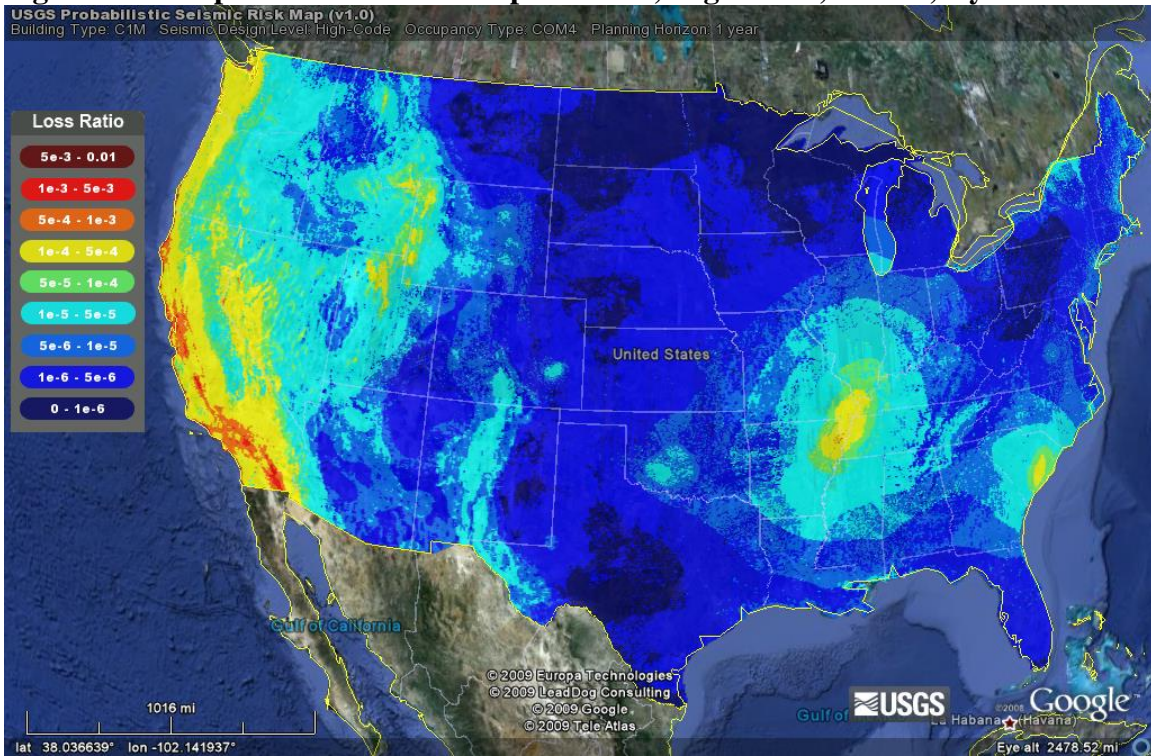 USGS Probabilistic Seismic Risk Map (v1.0)
Building Type: C1M Seismic Design Level: High-Code Occupancy Type: COM4 Planning Horizon: 1 year
Loss Ratio
5e-3 - 0.01
1e-3 - 5e-3
5e-4 - 1e-3
1e-4 - 5e-4
5e-5 - 1e-4
1e-5 - 5e-5
5e-6 - 1e-5
1e-6 - 5e-6
0 - 1e-6
United States
Gulf of California
© 2009 Europa Technologies
© 2009 LeadDog Consulting
© 2009 Google
© 2009 Tele Atlas
1016 mi
USGS
Google
Gulf of
La Habana (Havana)
lat 38.036639° lon -102.141937°
Eye alt 2478.52 mi